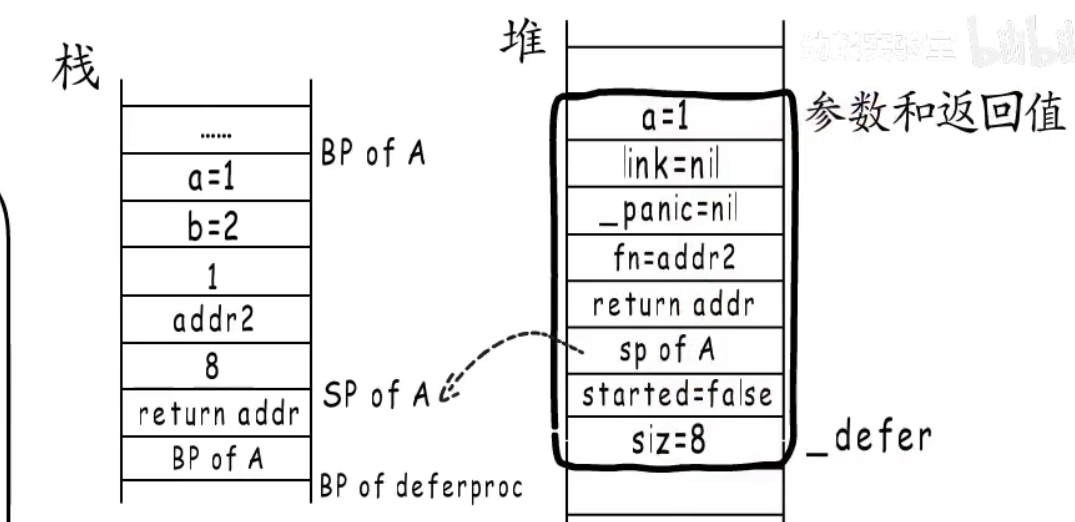 栈
......
a=1
b=2
1
addr2
8
return addr
BP of A
BP of A
SP of A
BP of deferproc
堆
a=1
link=nil
_panic=nil
fn=addr2
return addr
sp of A
started=false
siz=8
参数和返回值
_defer
bilibili